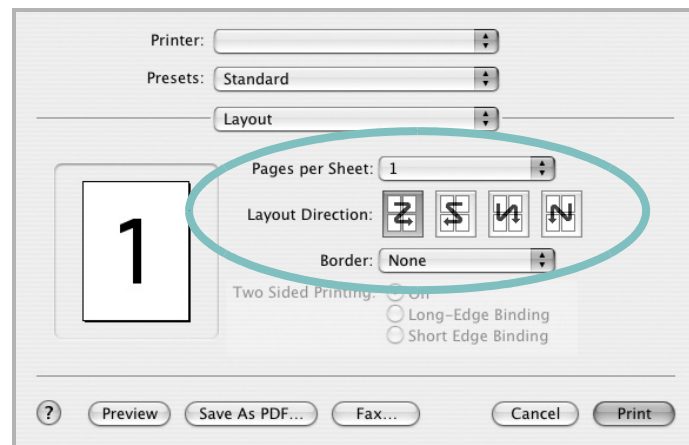 Printer:
Presets: Standard
Layout
Pages per Sheet: 1
1
Layout Direction:
Border: None
Two Sided Printing: Off
Long-Edge Binding
Short Edge Binding
? Preview Save As PDF... Fax... Cancel Print